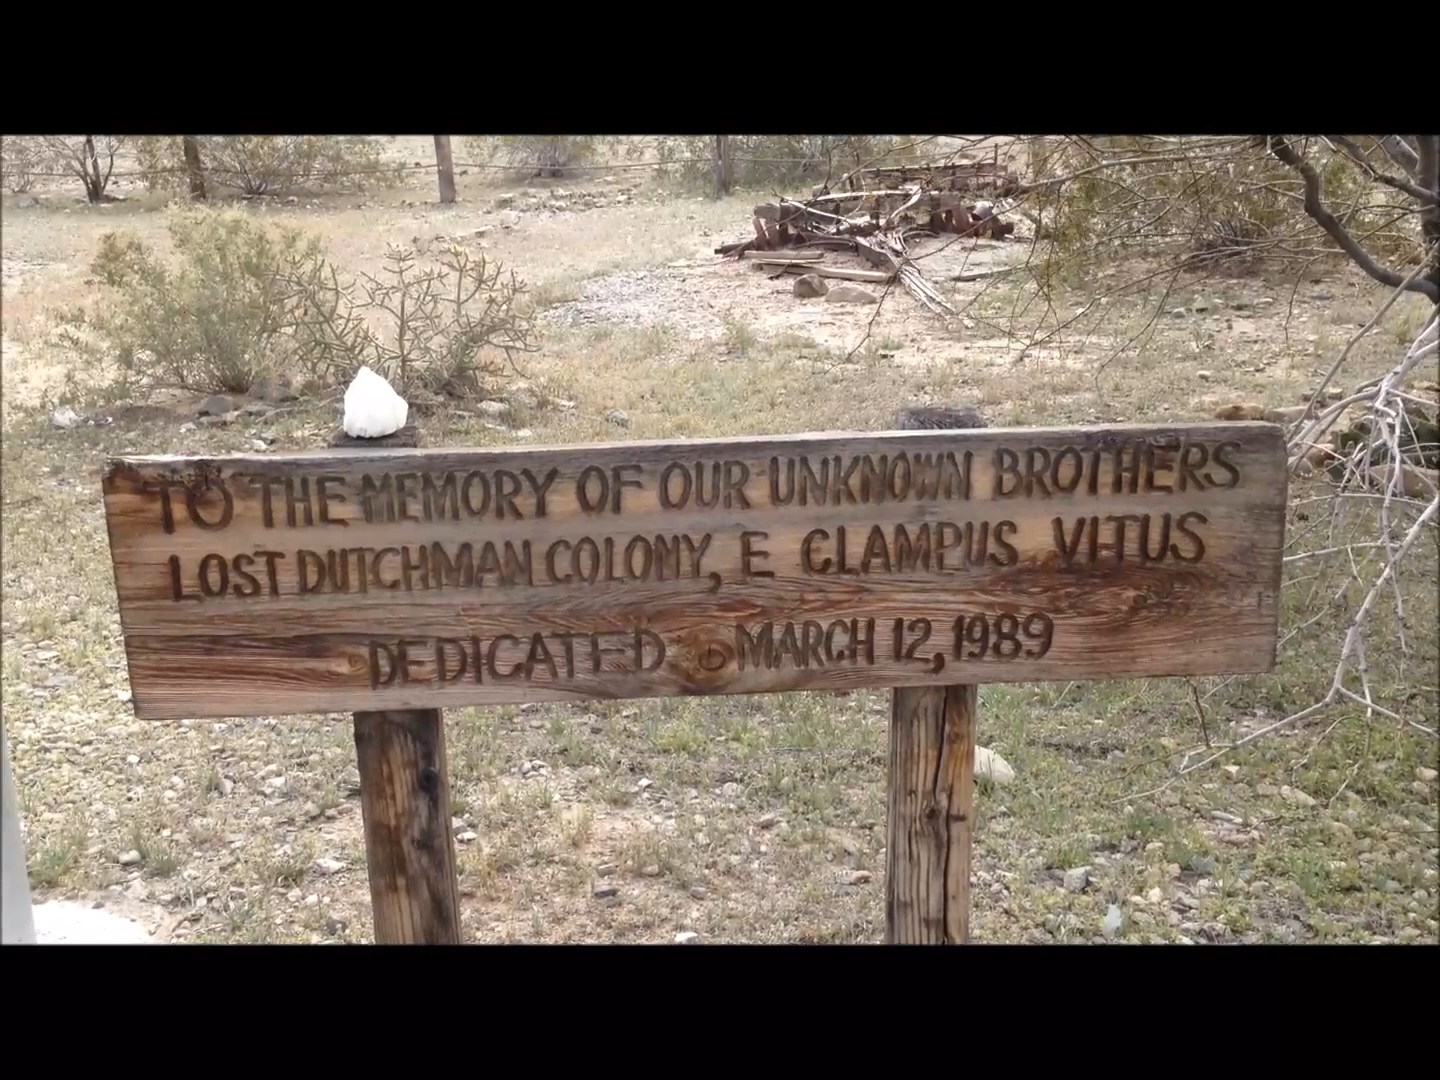 TO THE MEMORY OF OUR UNKNOWN BROTHERS
LOST DUTCHMAN COLONY, E CLAMPUS VITUS
DEDICATED MARCH 12, 1989